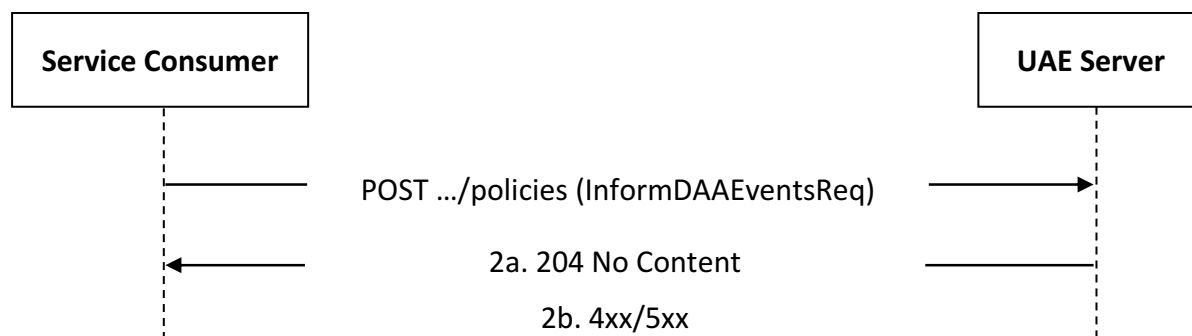 Service Consumer
UAE Server
POST .../policies (InformDAAEventsReq)
2a. 204 No Content
2b. 4xx/5xx